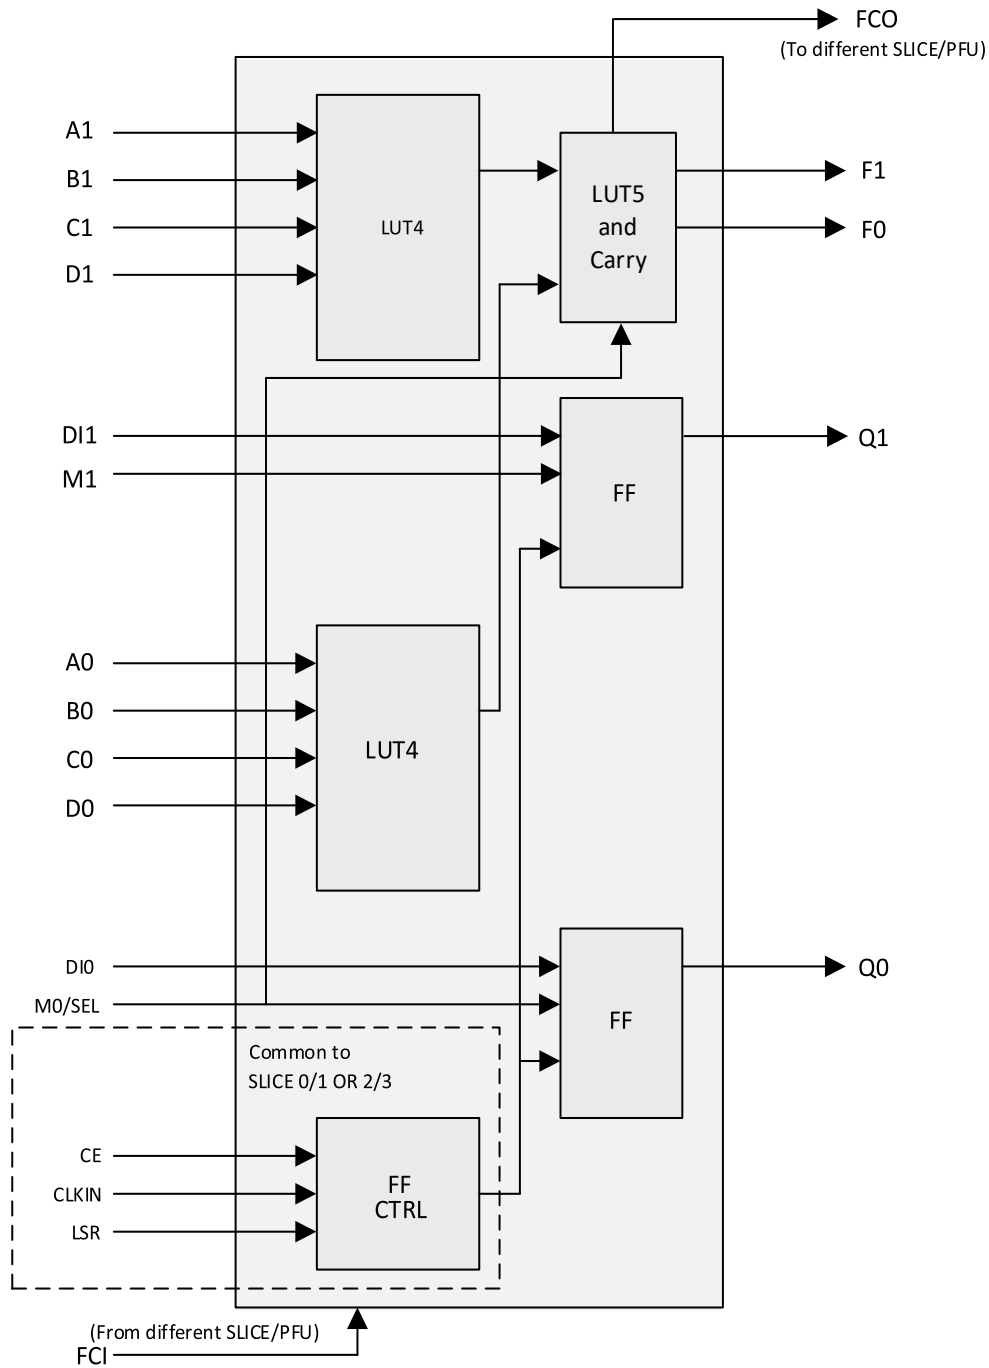 FCO
(To different SLICE/PFU)
A1
B1
C1
D1
LUT4
LUT5
and
Carry
F1
F0
DI1
M1
FF
Q1
A0
B0
C0
D0
LUT4
DI0
M0/SEL
FF
Q0
Common to
SLICE 0/1 OR 2/3
CE
CLKIN
LSR
FF
CTRL
(From different SLICE/PFU)
FCI